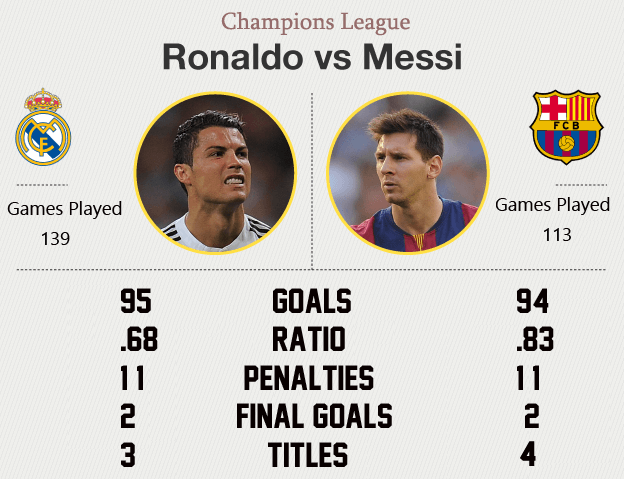 Champions League
Ronaldo vs Messi
FCB
Games Played
139
Games Played
113
95 GOALS 94
.68 RATIO .83
11 PENALTIES 11
2 FINAL GOALS 2
3 TITLES 4